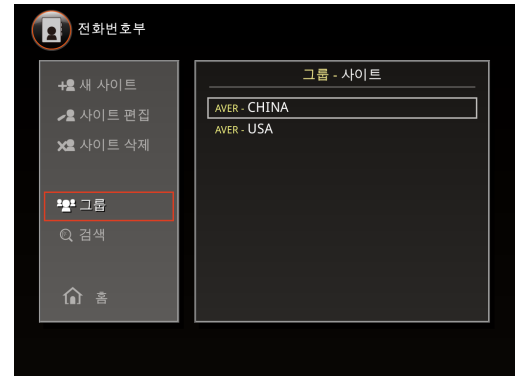 전화번호부
새 사이트
사이트 편집
사이트 삭제
그룹
검색
홈
그룹 - 사이트
AVER - CHINA
AVER - USA